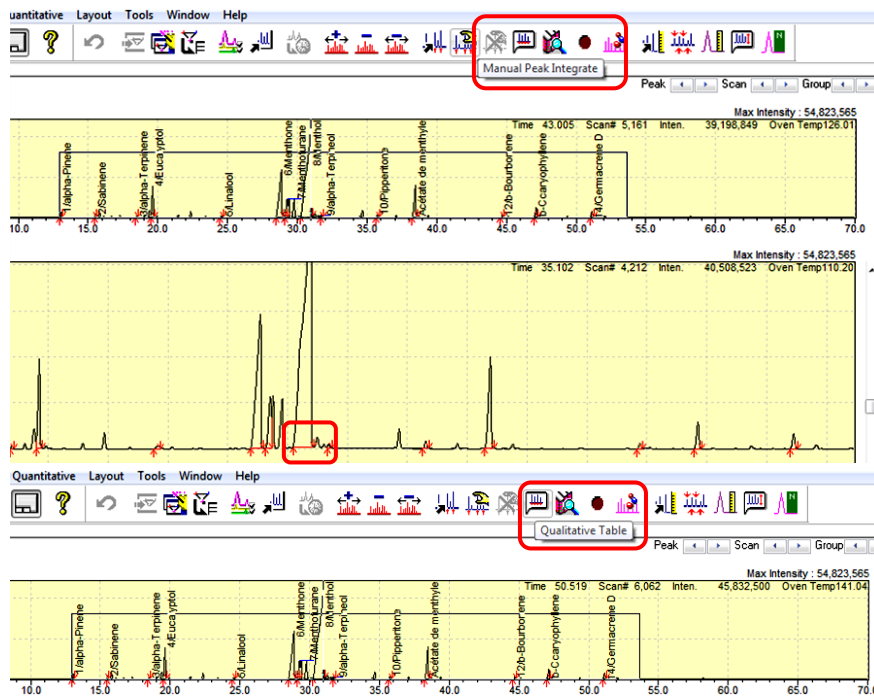 uantitative Layout Tools Window Help
Manual Peak Integrate
Peak Scan Group
Max Intensity : 54,823,565
Time 43.005 Scan# 5,161 Inten. 39,198,849 Oven Temp126.01
1/alpha-Pinene
2/Sabinene
3/alpha-Terpinene
4/Eucalyptol
5/Linalool
6/Menthone
7/Menthofurane
8/Menthol
9/alpha-Terpineol
10/Pipperitone
Acétate de menthyle
12/b-Bourborene
b-Ccaryophyllene
14/Germacrene D
10.0 15.0 20.0 25.0 30.0 35.0 40.0 45.0 50.0 55.0 60.0 65.0 70.0
Max Intensity : 54,823,565
Time 35.102 Scan# 4,212 Inten. 40,508,523 Oven Temp110.20
Quantitative Layout Tools Window Help
Qualitative Table
Peak Scan Group
Max Intensity : 54,823,565
Time 50.519 Scan# 6,062 Inten. 45,832,500 Oven Temp141.04
1/alpha-Pinene
2/Sabinene
3/alpha-Terpinene
4/Eucalyptol
5/Linalool
6/Menthone
7/Menthofurane
8/Menthol
9/alpha-Terpineol
10/Pipperitone
Acétate de menthyle
12/b-Bourborene
b-Ccaryophyllene
14/Germacrene D
10.0 15.0 20.0 25.0 30.0 35.0 40.0 45.0 50.0 55.0 60.0 65.0 70.0